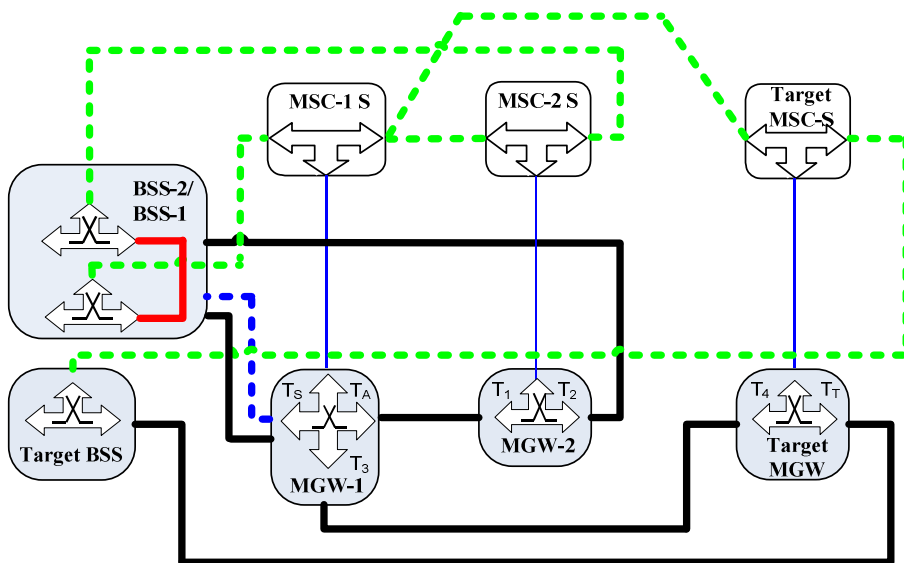 MSC-1 S
MSC-2 S
Target
MSC-S
BSS-2/
BSS-1
Target BSS
TS
TA
T3
MGW-1
T1
T2
MGW-2
T4
TT
Target
MGW